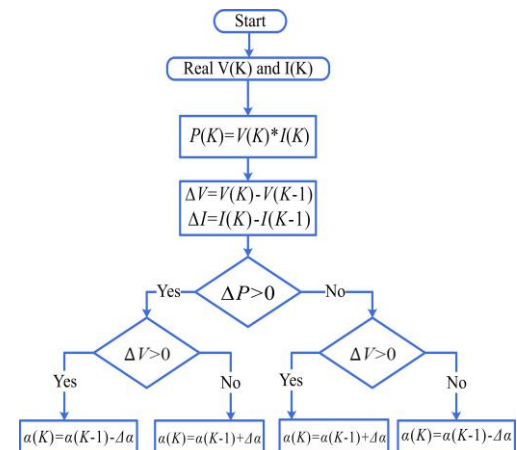 Start
Real V(K) and I(K)
P(K)=V(K)*I(K)
ΔV=V(K)-V(K-1)
ΔI=I(K)-I(K-1)
Yes
ΔP>0
No
ΔV>0
ΔV>0
Yes
No
Yes
No
α(K)=α(K-1)-Δα
α(K)=α(K-1)+Δα
α(K)=α(K-1)+Δα
α(K)=α(K-1)-Δα